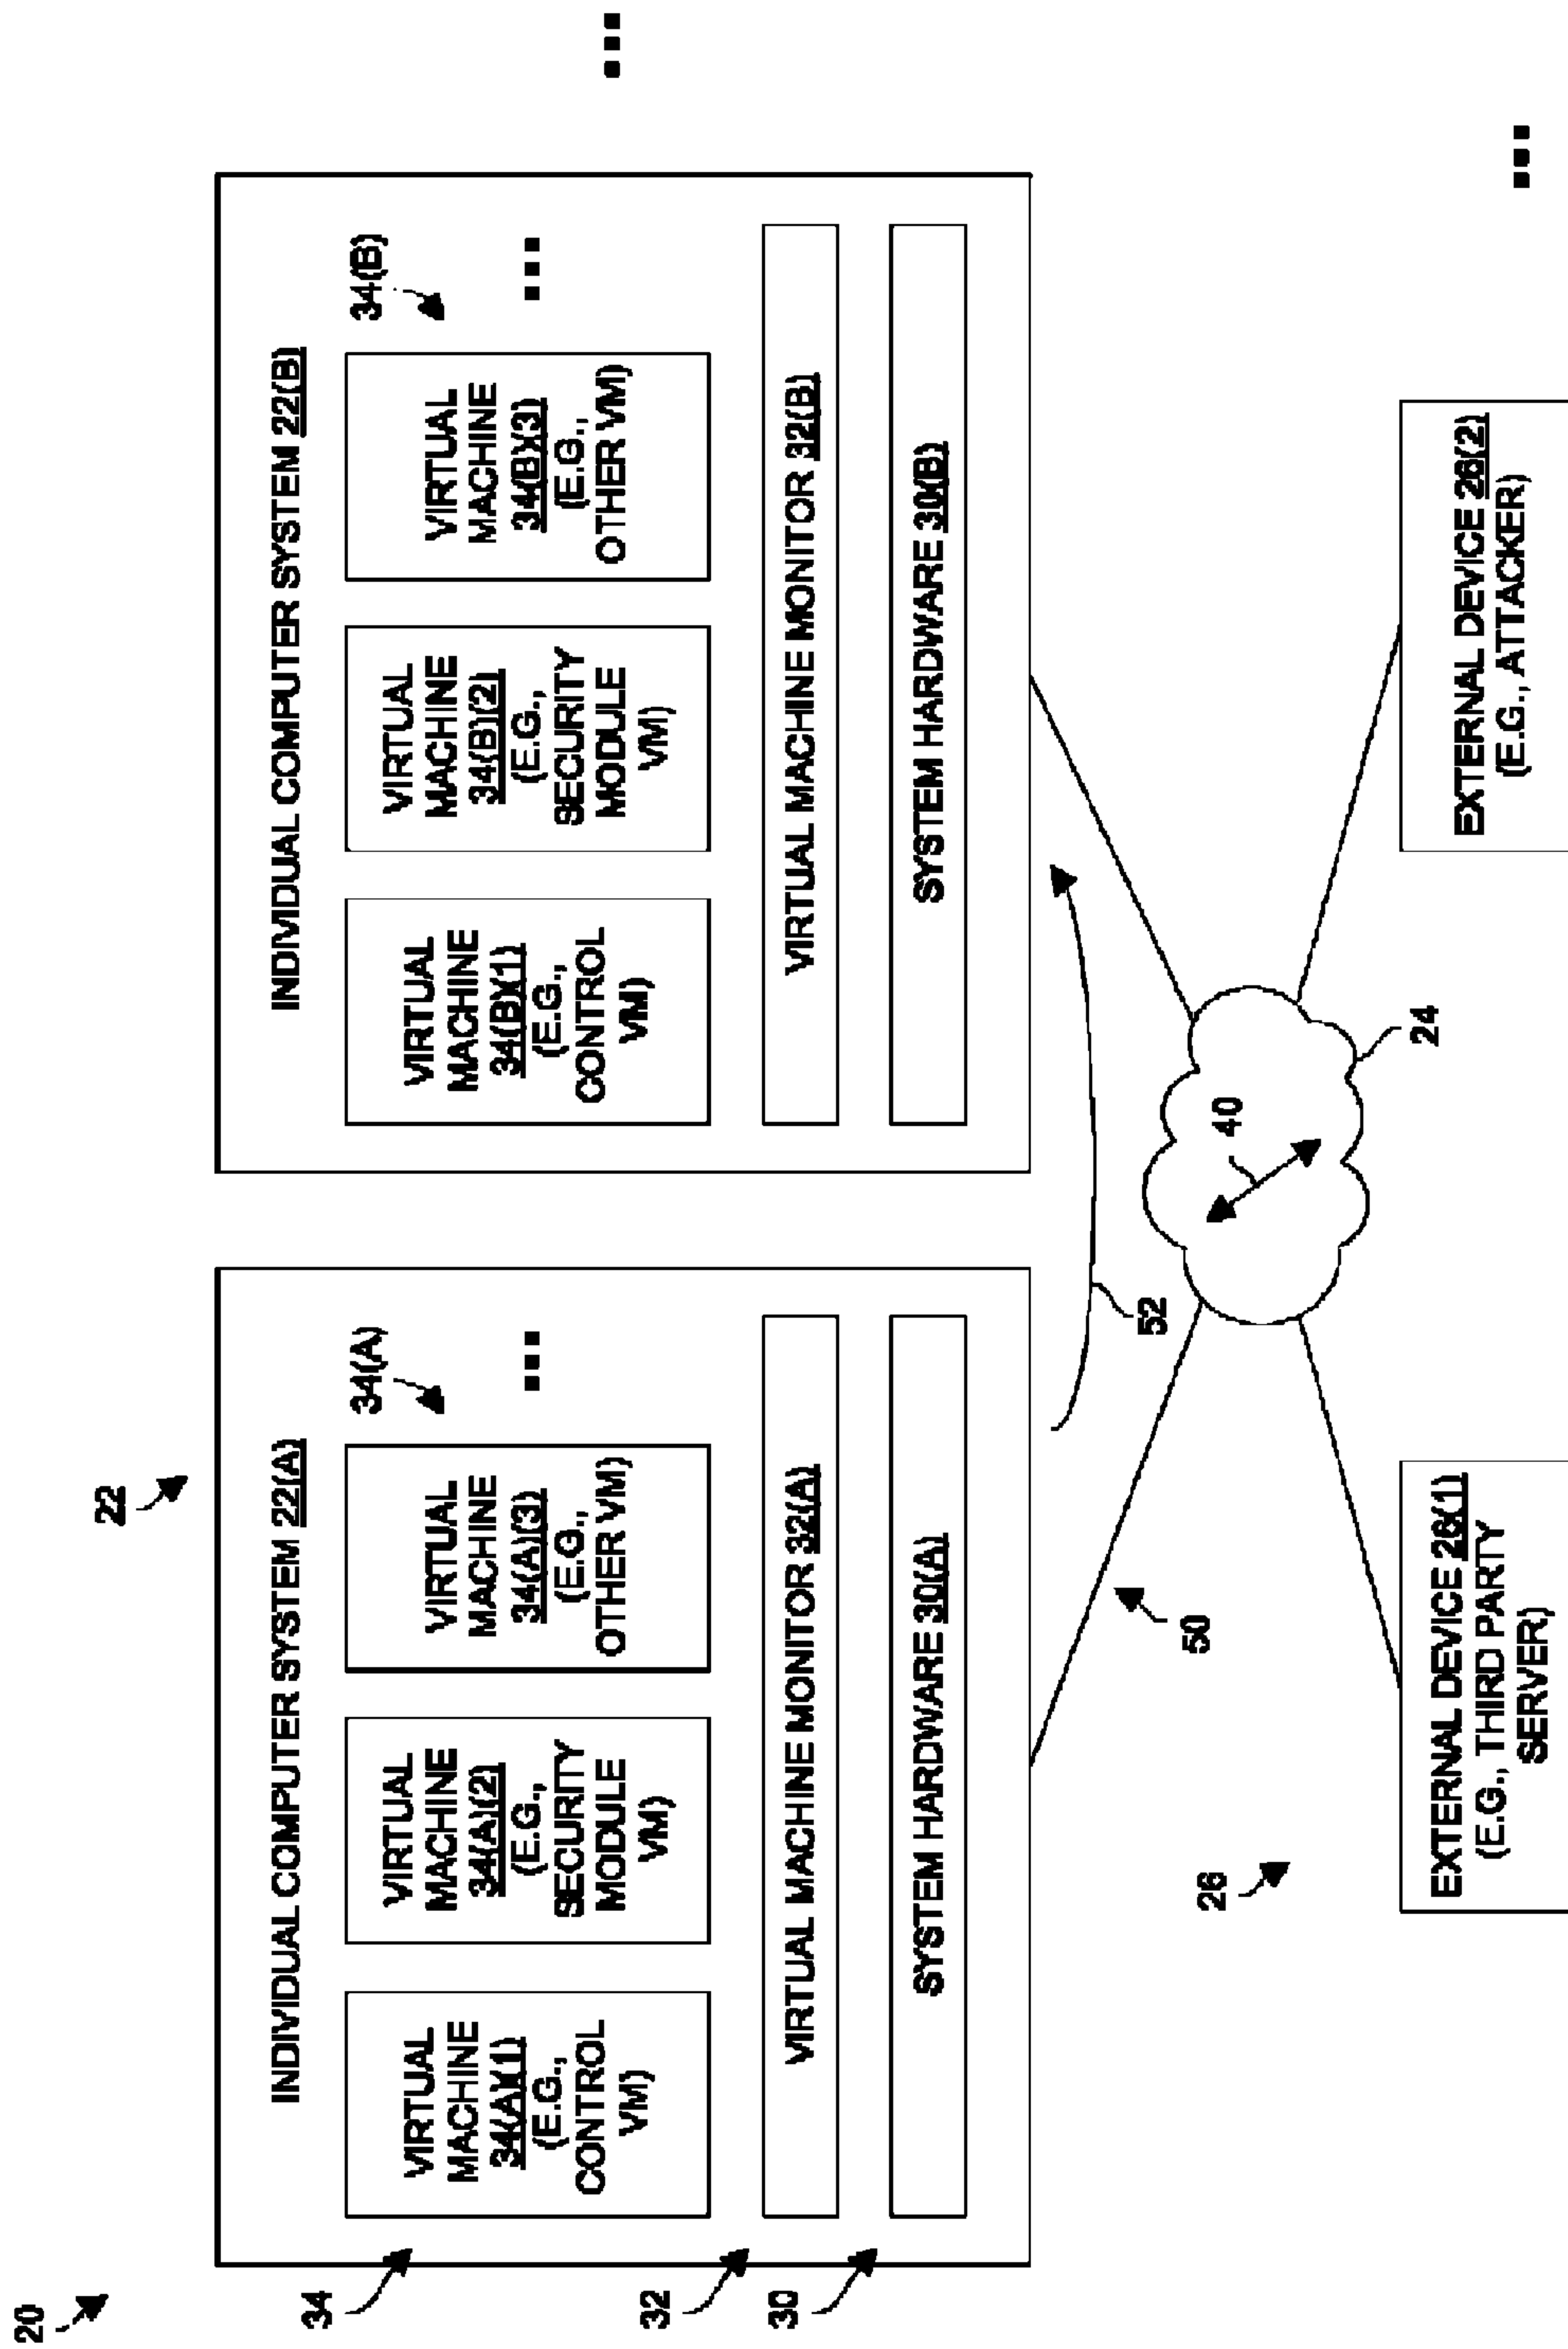 20
22
INDIVIDUAL COMPUTER SYSTEM 22(A)
34
VIRTUAL
MACHINE
34(A)(1)
(E.G.,
CONTROL
VM)
VIRTUAL
MACHINE
34(A)(2)
(E.G.,
SECURITY
MODULE
VM)
VIRTUAL
MACHINE
34(A)(3)
(E.G.,
OTHER VM)
34(A)
...
32
VIRTUAL MACHINE MONITOR 32(A)
30
SYSTEM HARDWARE 30(A)
INDIVIDUAL COMPUTER SYSTEM 22(B)
VIRTUAL
MACHINE
34(B)(1)
(E.G.,
CONTROL
VM)
VIRTUAL
MACHINE
34(B)(2)
(E.G.,
SECURITY
MODULE
VM)
VIRTUAL
MACHINE
34(B)(3)
(E.G.,
OTHER VM)
34(B)
...
VIRTUAL MACHINE MONITOR 32(B)
SYSTEM HARDWARE 30(B)
...
50
52
40
24
26
EXTERNAL DEVICE 26(1)
(E.G., THIRD PARTY
SERVER)
EXTERNAL DEVICE 26(2)
(E.G., ATTACKER)
...